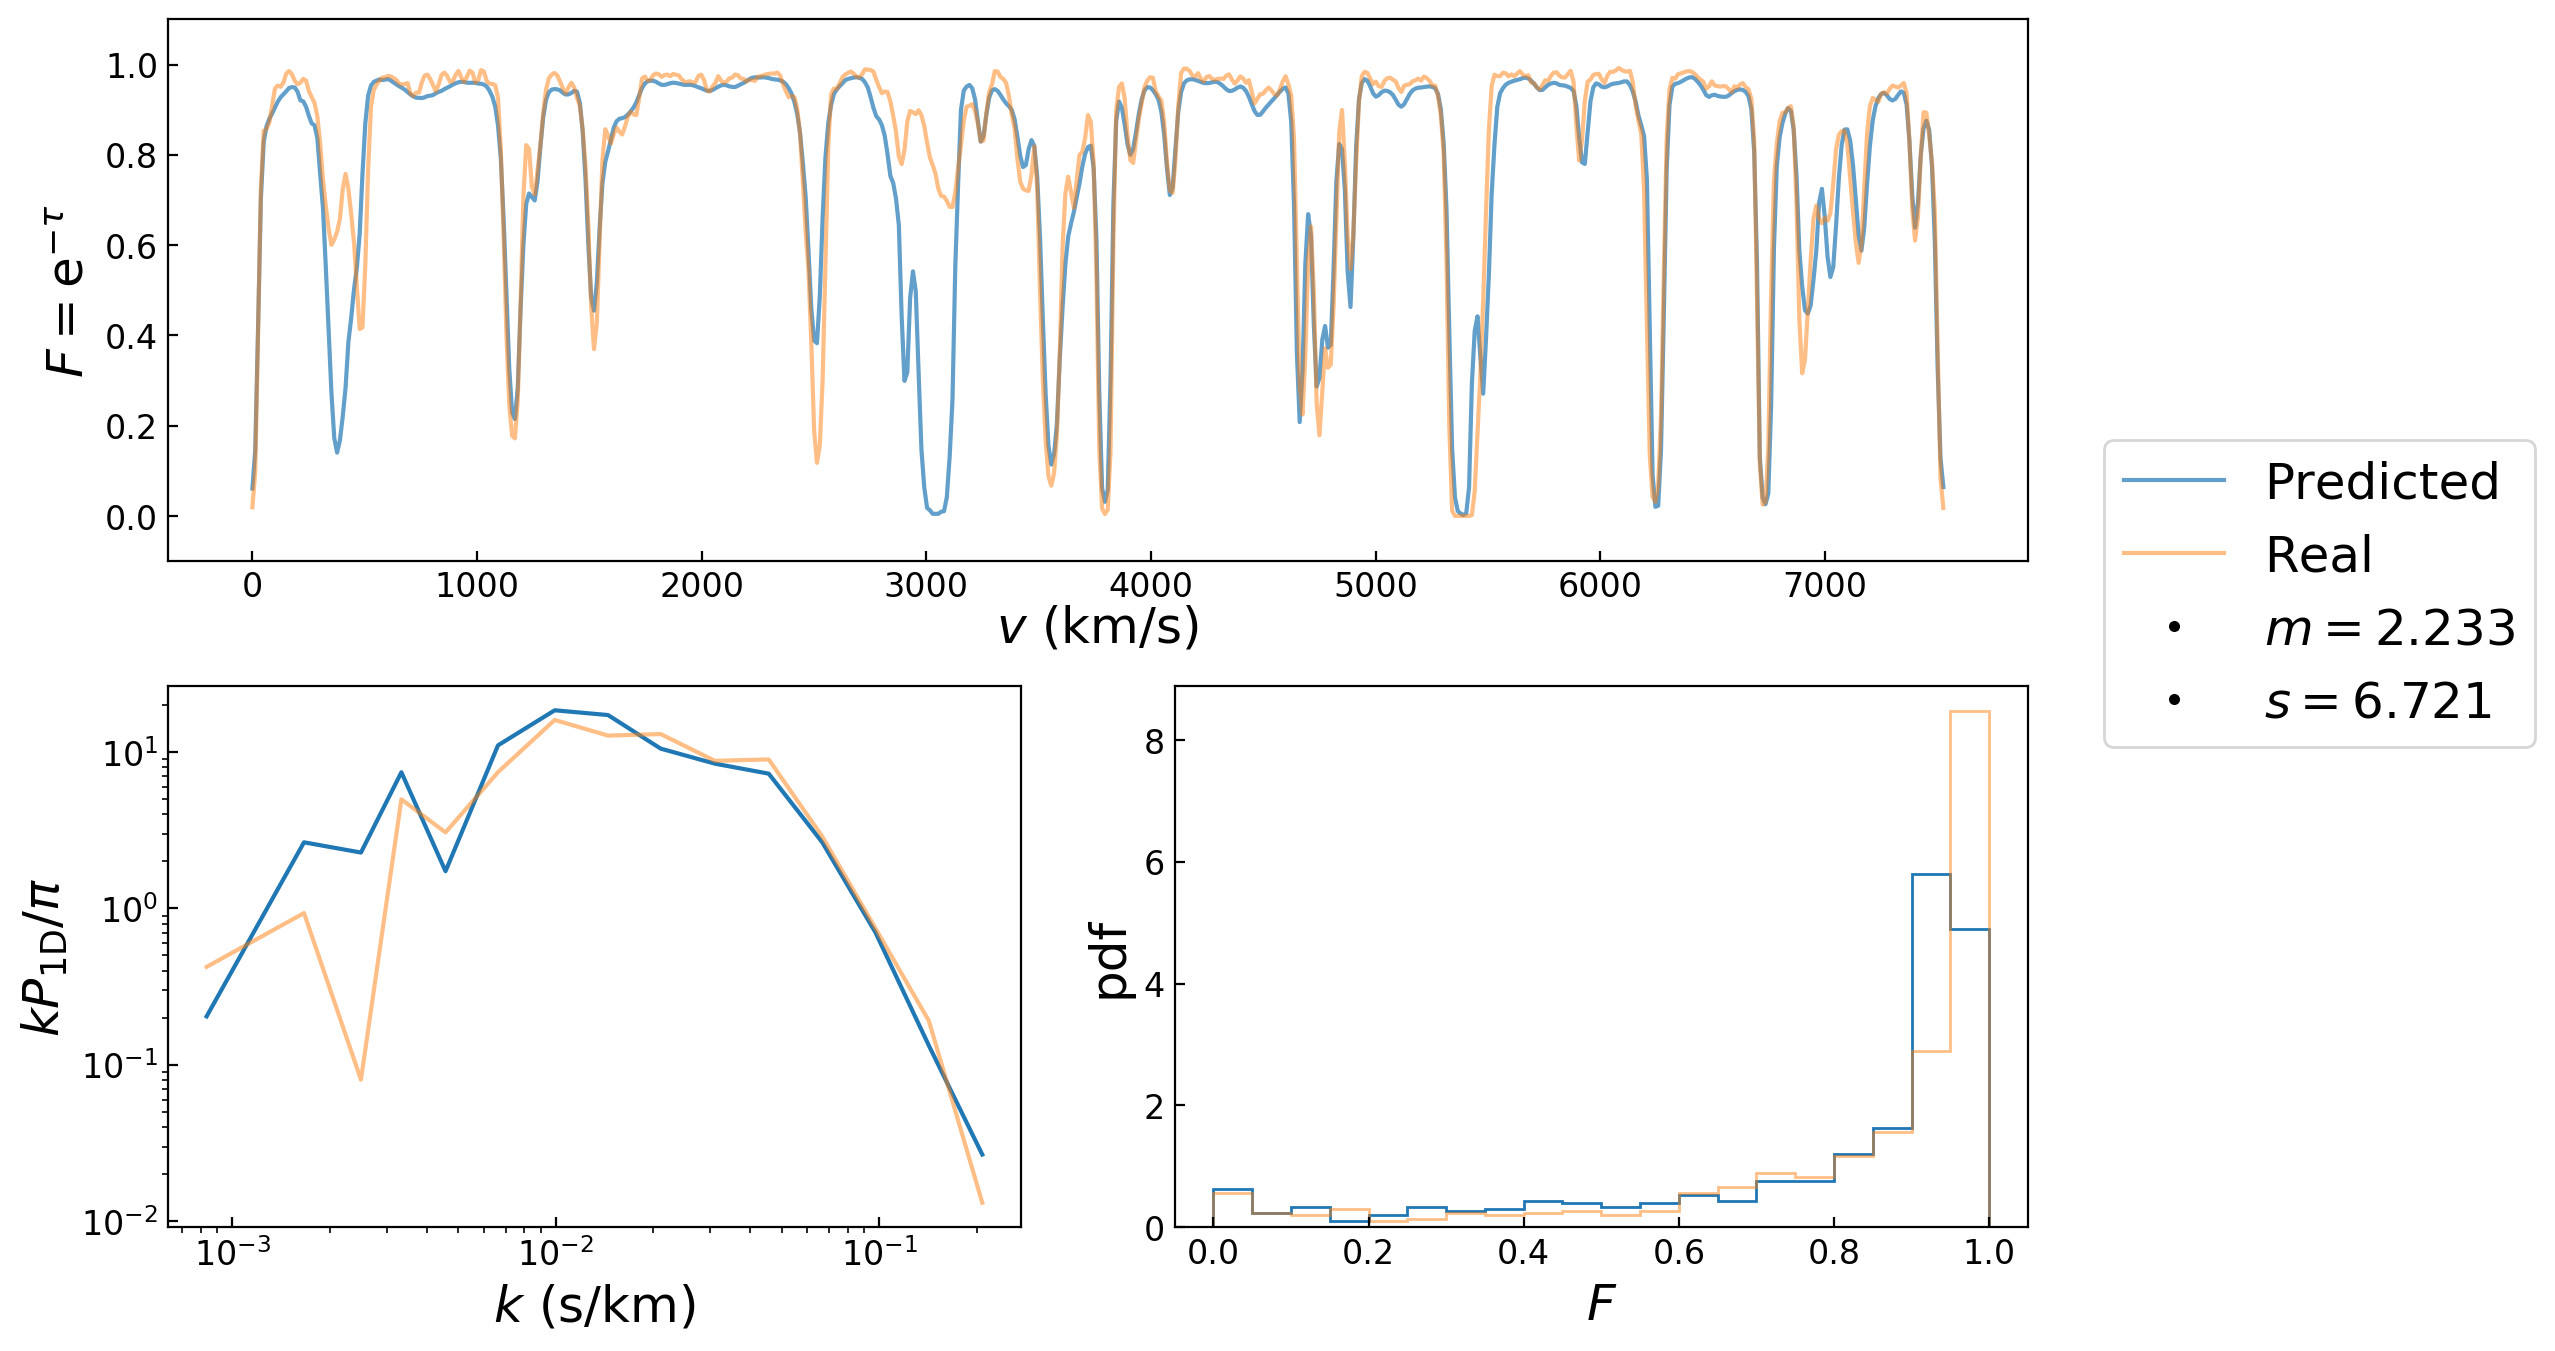 F = e^{−τ}
1.0
0.8
0.6
0.4
0.2
0.0
0 1000 2000 3000 4000 5000 6000 7000
v (km/s)
Predicted
Real
m = 2.233
s = 6.721
kP_{1D}/π
10^1
10^0
10^{−1}
10^{−2}
10^{−3} 10^{−2} 10^{−1}
k (s/km)
pdf
8
6
4
2
0
0.0 0.2 0.4 0.6 0.8 1.0
F